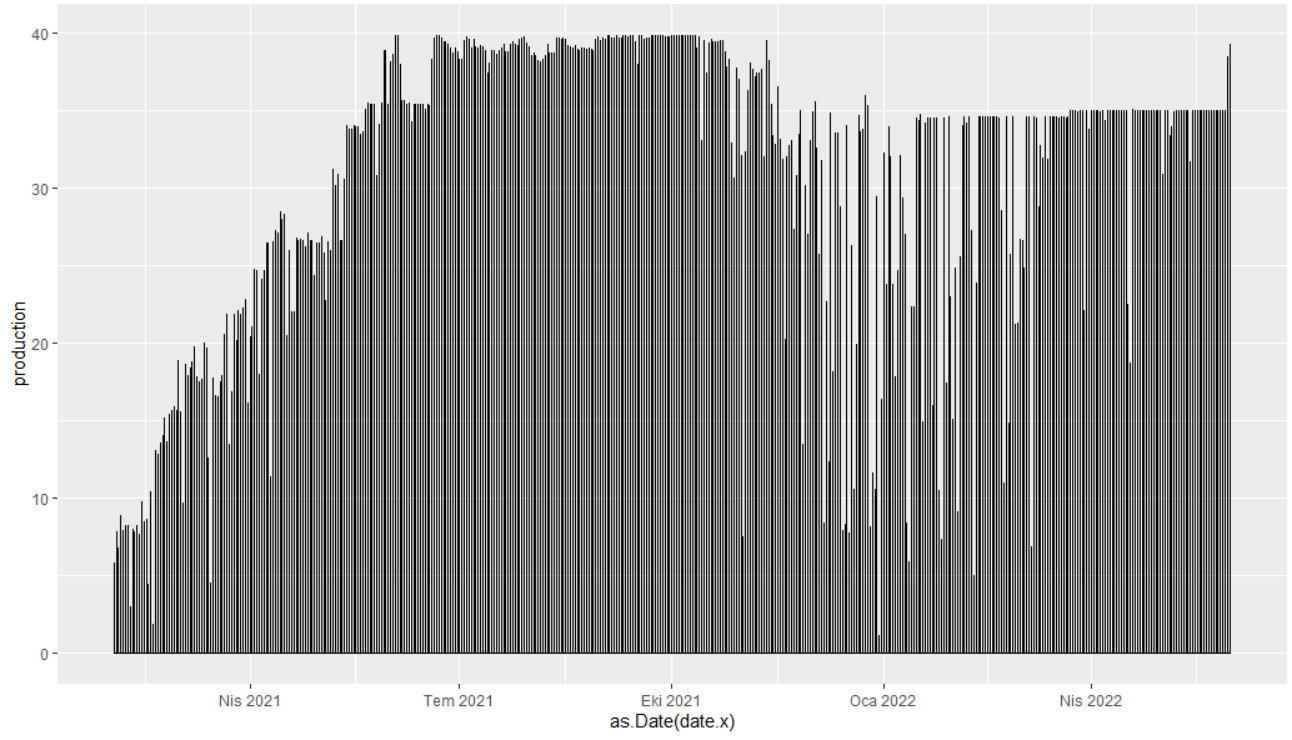 40
30
20
10
0
production
Nis 2021
Tem 2021
Eki 2021
Oca 2022
Nis 2022
as.Date(date.x)